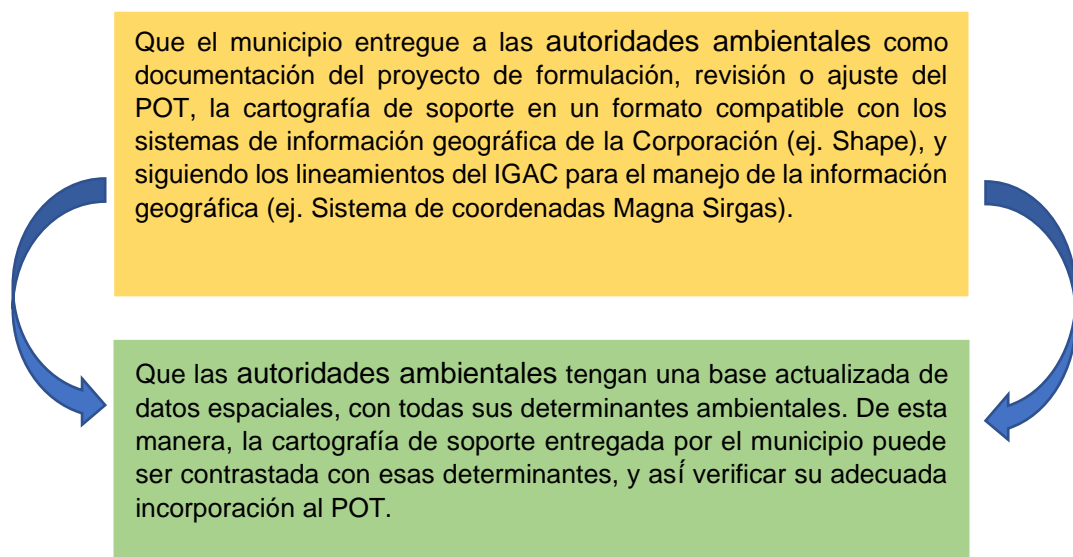 Que el municipio entregue a las autoridades ambientales como
documentación del proyecto de formulación, revisión o ajuste del
POT, la cartografía de soporte en un formato compatible con los
sistemas de información geográfica de la Corporación (ej. Shape), y
siguiendo los lineamientos del IGAC para el manejo de la información
geográfica (ej. Sistema de coordenadas Magna Sirgas).
Que las autoridades ambientales tengan una base actualizada de
datos espaciales, con todas sus determinantes ambientales. De esta
manera, la cartografía de soporte entregada por el municipio puede
ser contrastada con esas determinantes, y así verificar su adecuada
incorporación al POT.